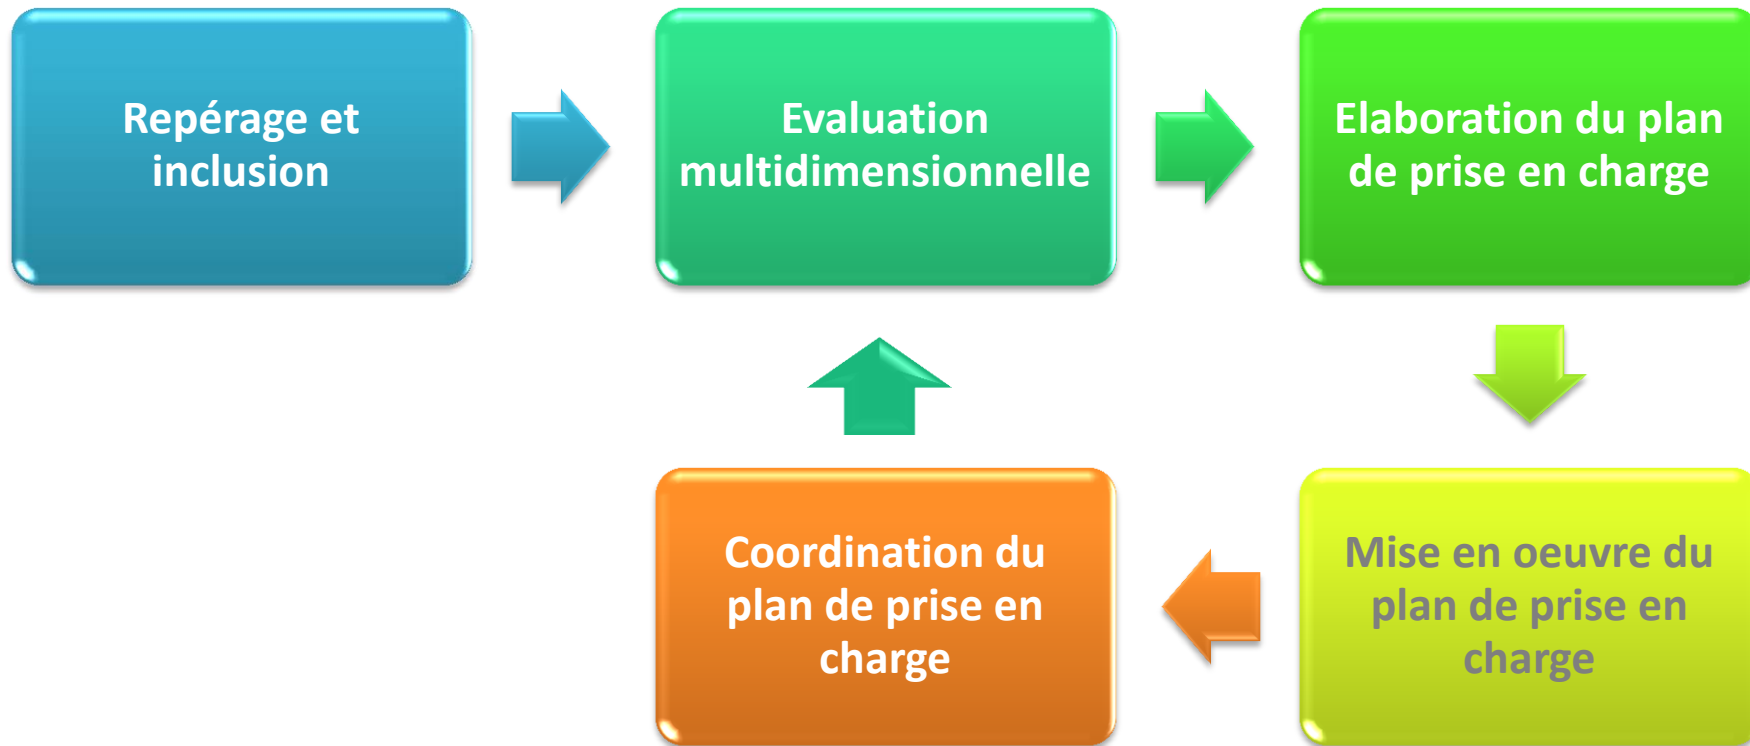 Repérage et
inclusion
Evaluation
multidimensionnelle
Elaboration du plan
de prise en charge
Mise en oeuvre du
plan de prise en
charge
Coordination du
plan de prise en
charge